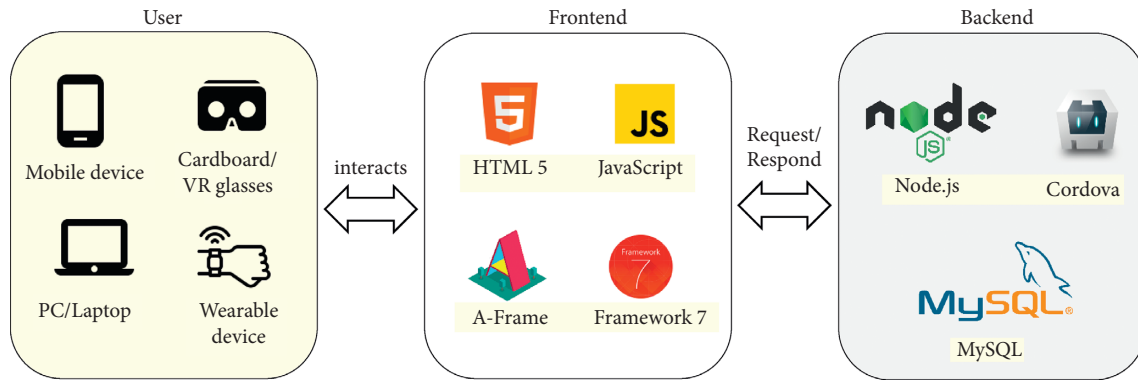 User
Mobile device
Cardboard/
VR glasses
PC/Laptop
Wearable
device
interacts
Frontend
5
HTML 5
JS
JavaScript
A-Frame
Framework
7
Framework 7
Request/
Respond
Backend
node
JS®
Node.js
Cordova
MySQL®
MySQL